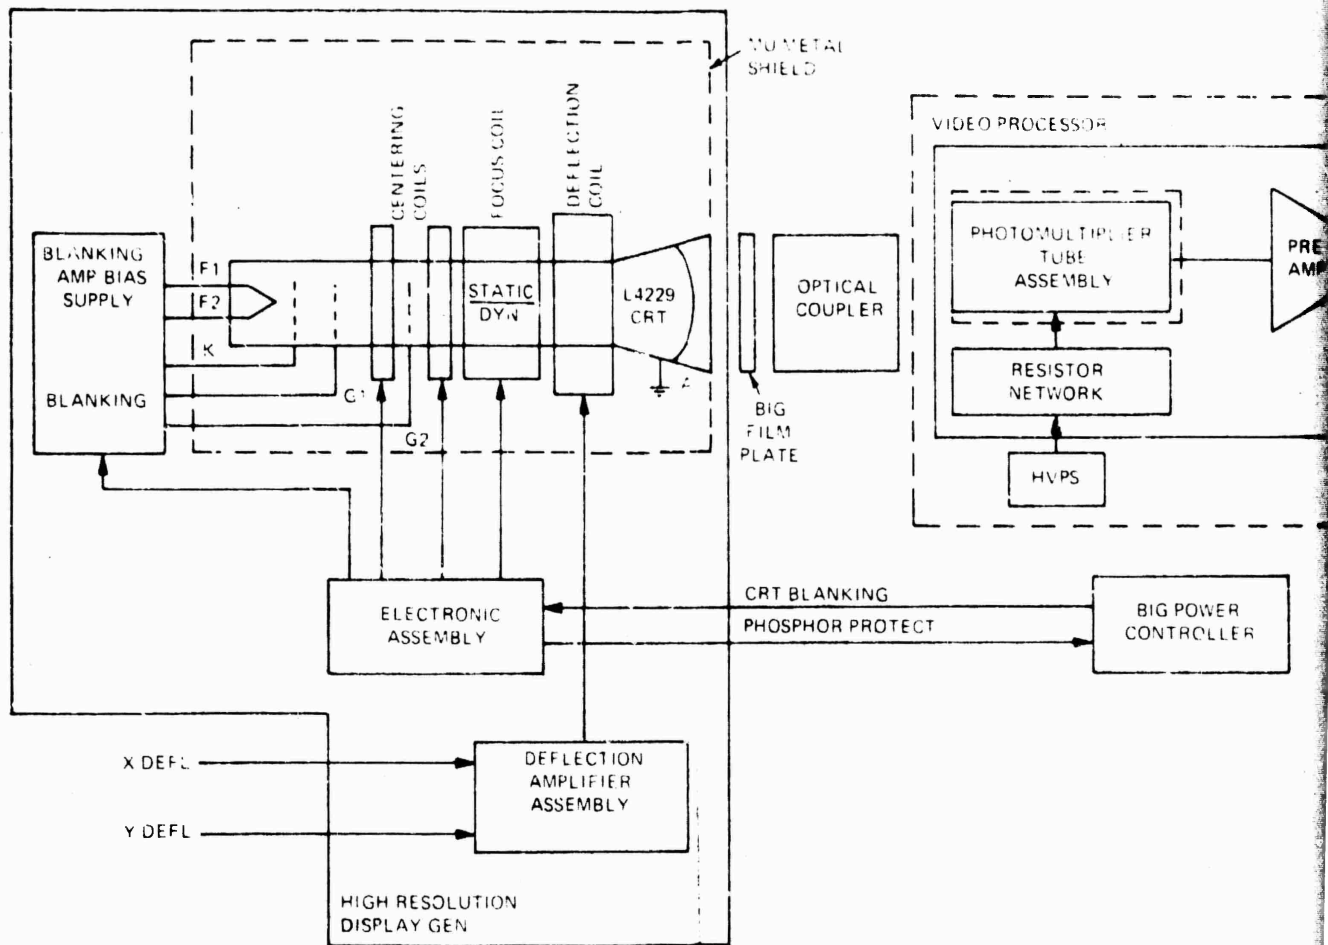 MU METAL
SHIELD
CENTERING
COILS
FOCUS COIL
DEFLECTION
COIL
VIDEO PROCESSOR
BLANKING
AMP BIAS
SUPPLY
F1
F2
K
BLANKING
G1
G2
STATIC
DYN
L4229
CRT
A
BIG
FILM
PLATE
OPTICAL
COUPLER
PHOTOMULTIPLIER
TUBE
ASSEMBLY
PRE
AMP
RESISTOR
NETWORK
HVPS
ELECTRONIC
ASSEMBLY
CRT BLANKING
PHOSPHOR PROTECT
BIG POWER
CONTROLLER
X DEFL
Y DEFL
DEFLECTION
AMPLIFIER
ASSEMBLY
HIGH RESOLUTION
DISPLAY GEN